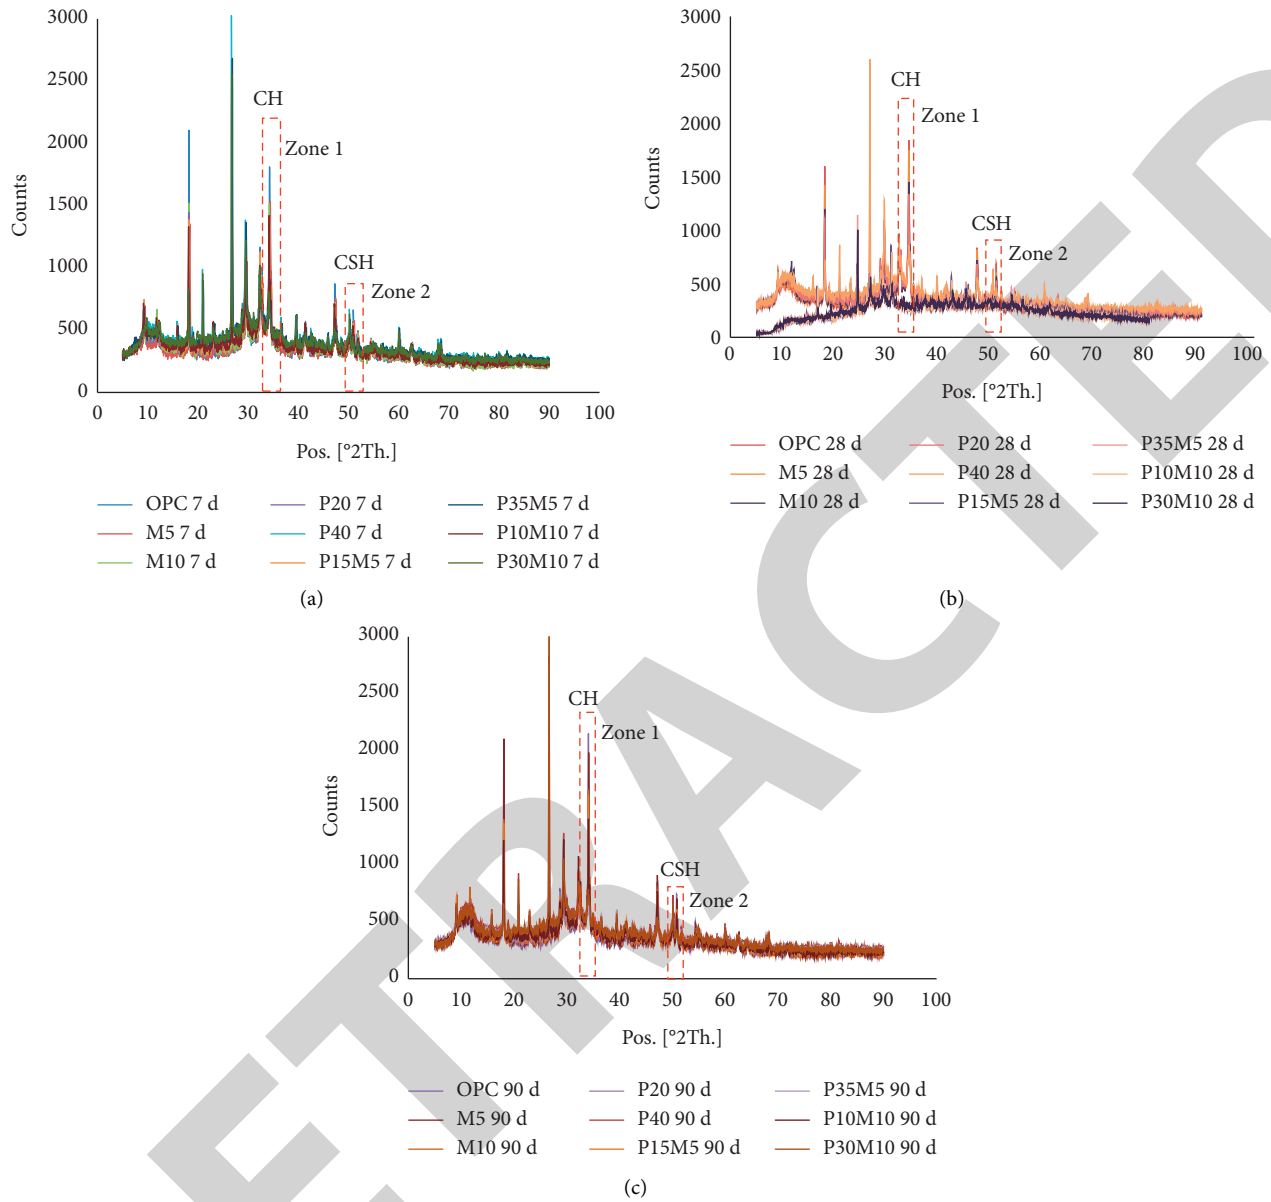 3000
2500
2000
1500
1000
500
0
Counts
CH
Zone 1
CSH
Zone 2
0 10 20 30 40 50 60 70 80 90 100
Pos. [°2Th.]
OPC 7 d P20 7 d P35M5 7 d
M5 7 d P40 7 d P10M10 7 d
M10 7 d P15M5 7 d P30M10 7 d
(a)
3000
2500
2000
1500
1000
500
0
Counts
CH
Zone 1
CSH
Zone 2
0 10 20 30 40 50 60 70 80 90 100
Pos. [°2Th.]
OPC 28 d P20 28 d P35M5 28 d
M5 28 d P40 28 d P10M10 28 d
M10 28 d P15M5 28 d P30M10 28 d
(b)
3000
2500
2000
1500
1000
500
0
Counts
CH
Zone 1
CSH
Zone 2
0 10 20 30 40 50 60 70 80 90 100
Pos. [°2Th.]
OPC 90 d P20 90 d P35M5 90 d
M5 90 d P40 90 d P10M10 90 d
M10 90 d P15M5 90 d P30M10 90 d
(c)
ETRACTED